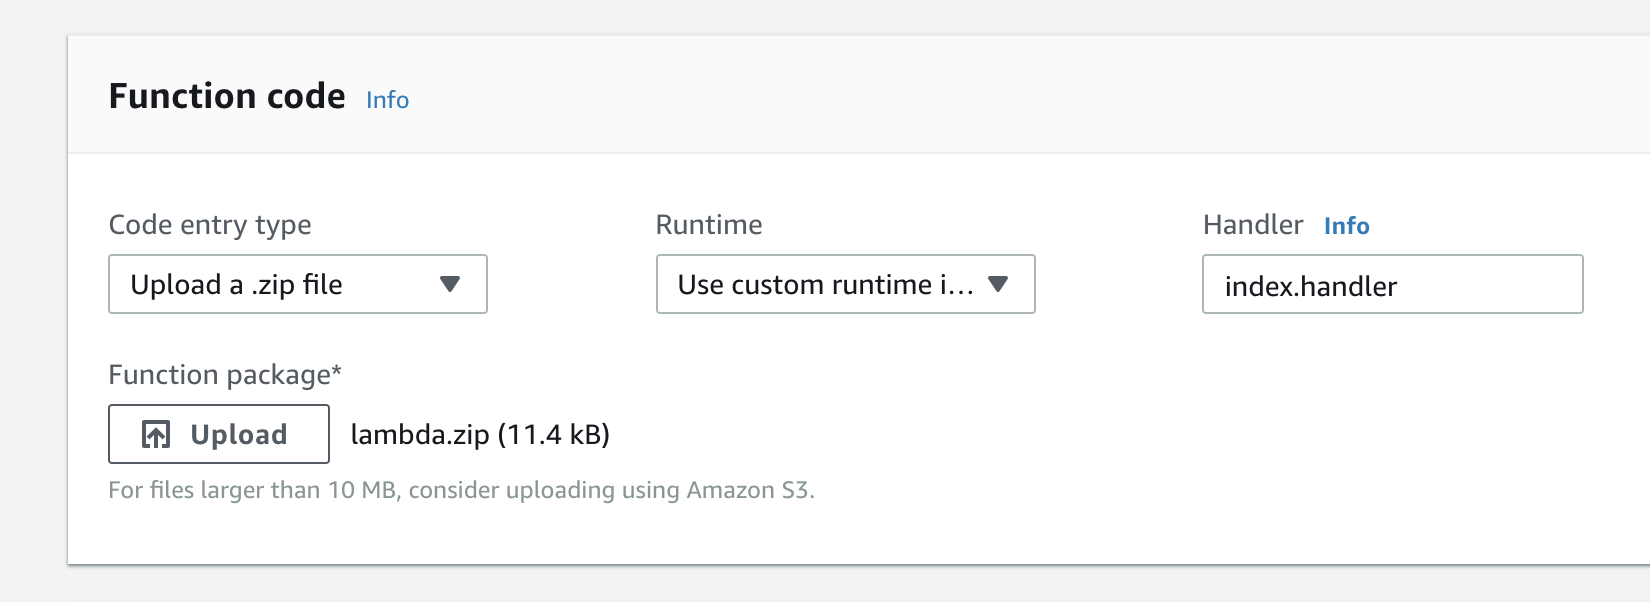 Function code Info
Code entry type
Runtime
Handler Info
Upload a .zip file
Use custom runtime i...
index.handler
Function package*
Upload
lambda.zip (11.4 kB)
For files larger than 10 MB, consider uploading using Amazon S3.